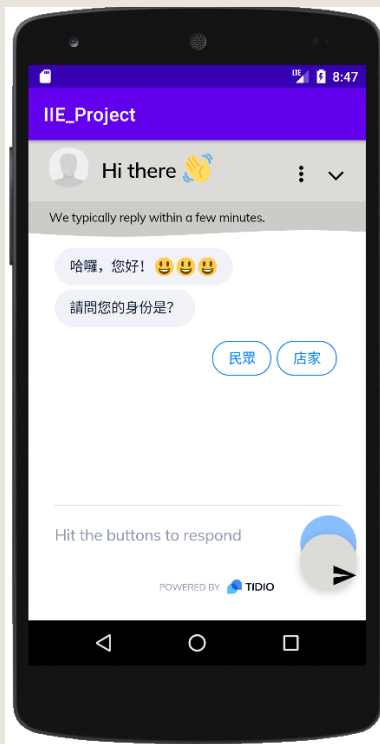 LTE 8:47
IIE_Project
Hi there 👋
We typically reply within a few minutes.
哈囉，您好！😃😃😃
請問您的身份是？
民眾 店家
Hit the buttons to respond
POWERED BY TIDIO